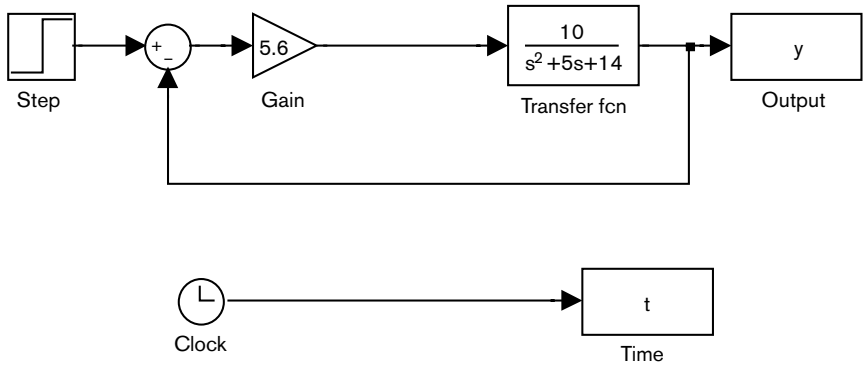 +
−
5.6
10
s² +5s+14
y
Step
Gain
Transfer fcn
Output
t
Clock
Time